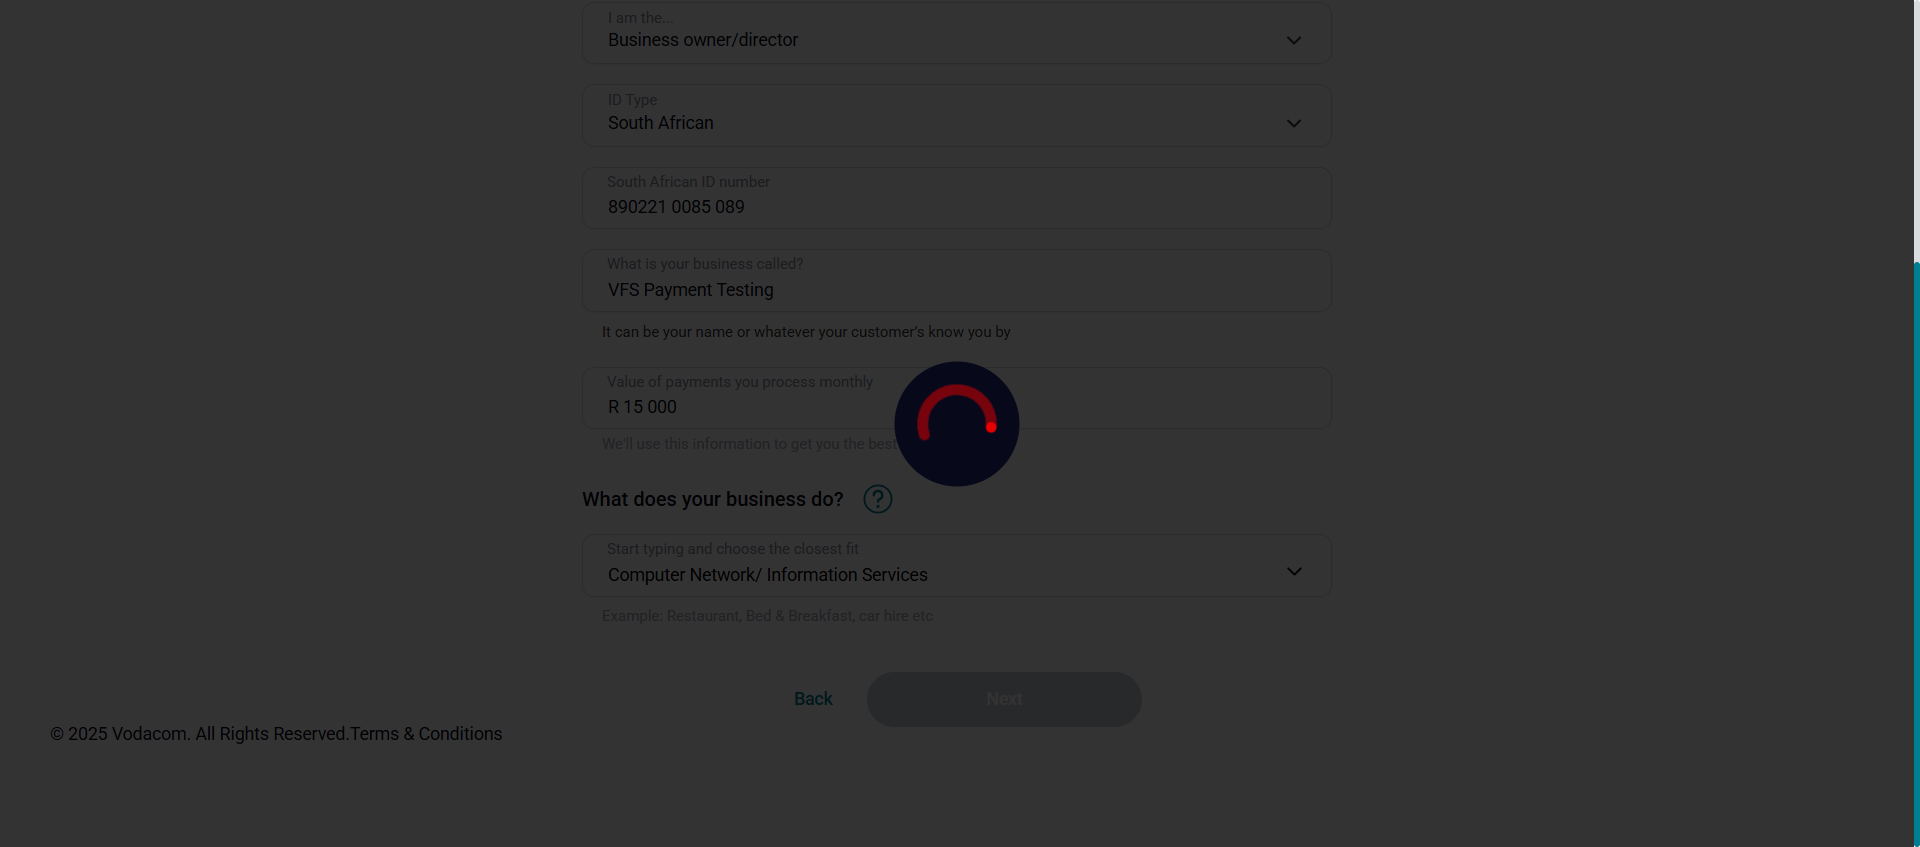 I am the...
Business owner/director
ID Type
South African
South African ID number
890221 0085 089
What is your business called?
VFS Payment Testing
It can be your name or whatever your customer's know you by
Value of payments you process monthly
R 15 000
We'll use this information to get you the best
What does your business do?
Start typing and choose the closest fit
Computer Network/ Information Services
Example: Restaurant, Bed & Breakfast, car hire etc
Back
Next
© 2025 Vodacom. All Rights Reserved.Terms & Conditions